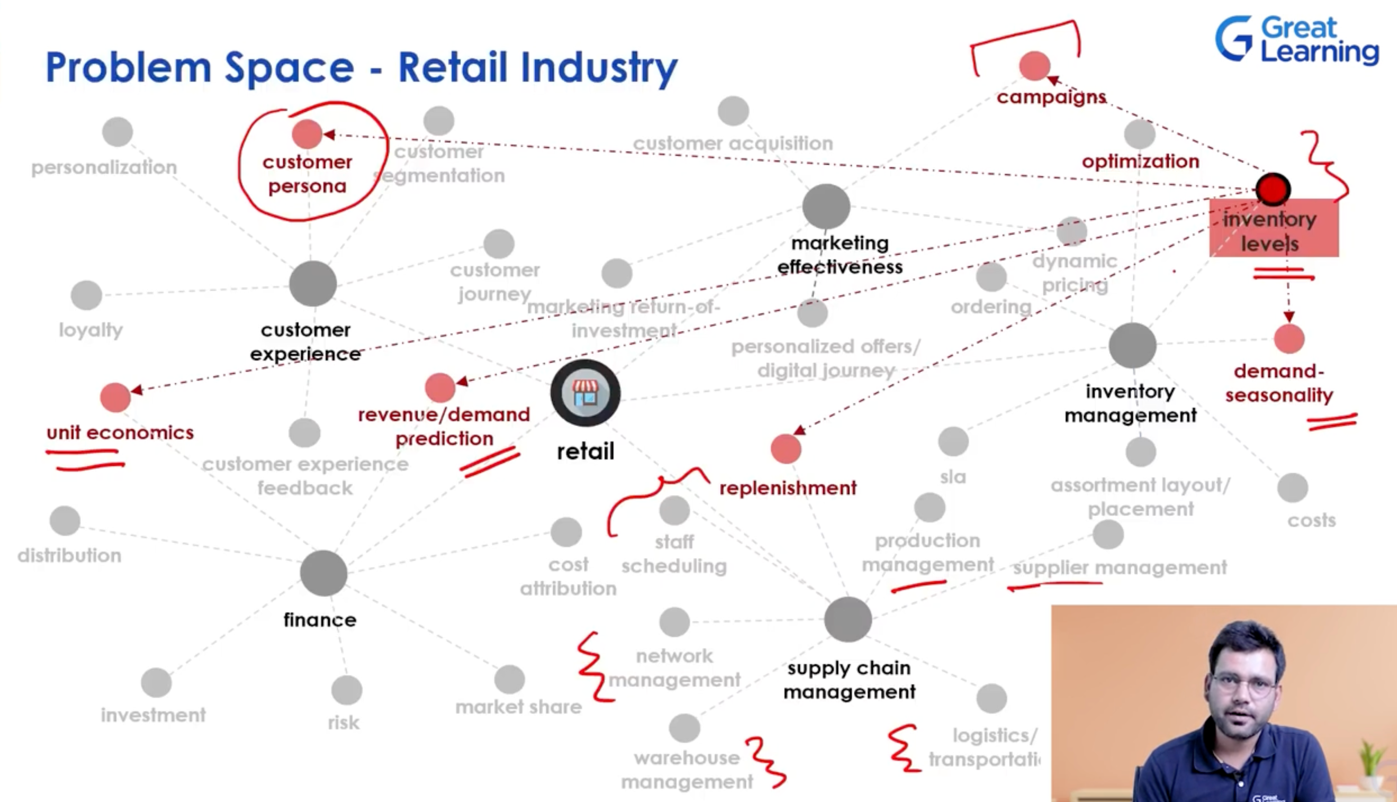 Problem Space - Retail Industry
Great
Learning
campaigns
personalization
customer
persona
customer
segmentation
customer acquisition
optimization
inventory
levels
marketing
effectiveness
dynamic
pricing
customer
journey
marketing return-of-
investment
ordering
loyalty
customer
experience
personalized offers/
digital journey
demand-
seasonality
inventory
management
unit economics
revenue/demand
prediction
retail
customer experience
feedback
replenishment
sla
assortment layout/
placement
costs
distribution
staff
scheduling
production
management
supplier management
cost
attribution
finance
network
management
supply chain
management
investment
risk
market share
warehouse
management
logistics/
transportati
Great